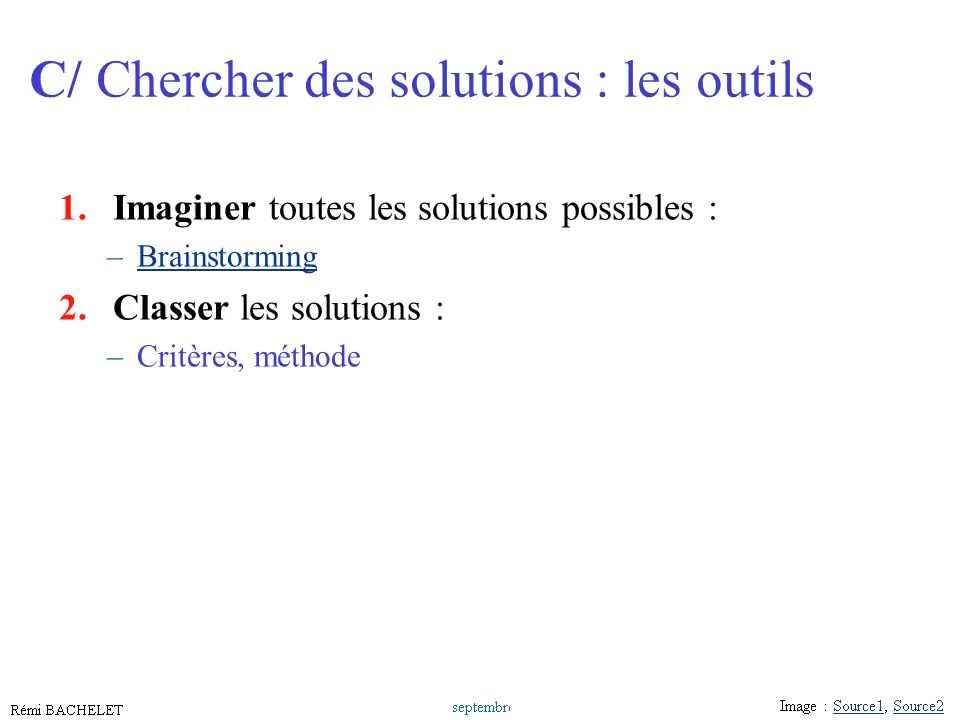 C/ Chercher des solutions : les outils
1. Imaginer toutes les solutions possibles :
– Brainstorming
2. Classer les solutions :
– Critères, méthode
Rémi BACHELET
Image : Source1, Source2